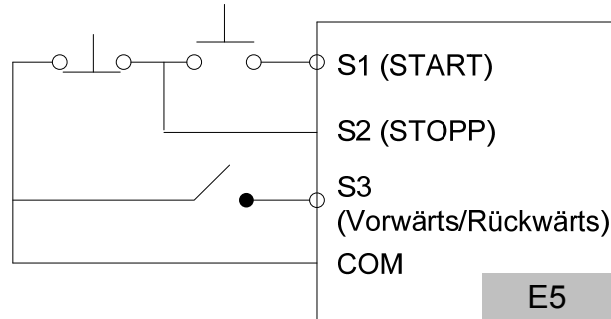 S1 (START)
S2 (STOPP)
S3
(Vorwärts/Rückwärts)
COM
E5